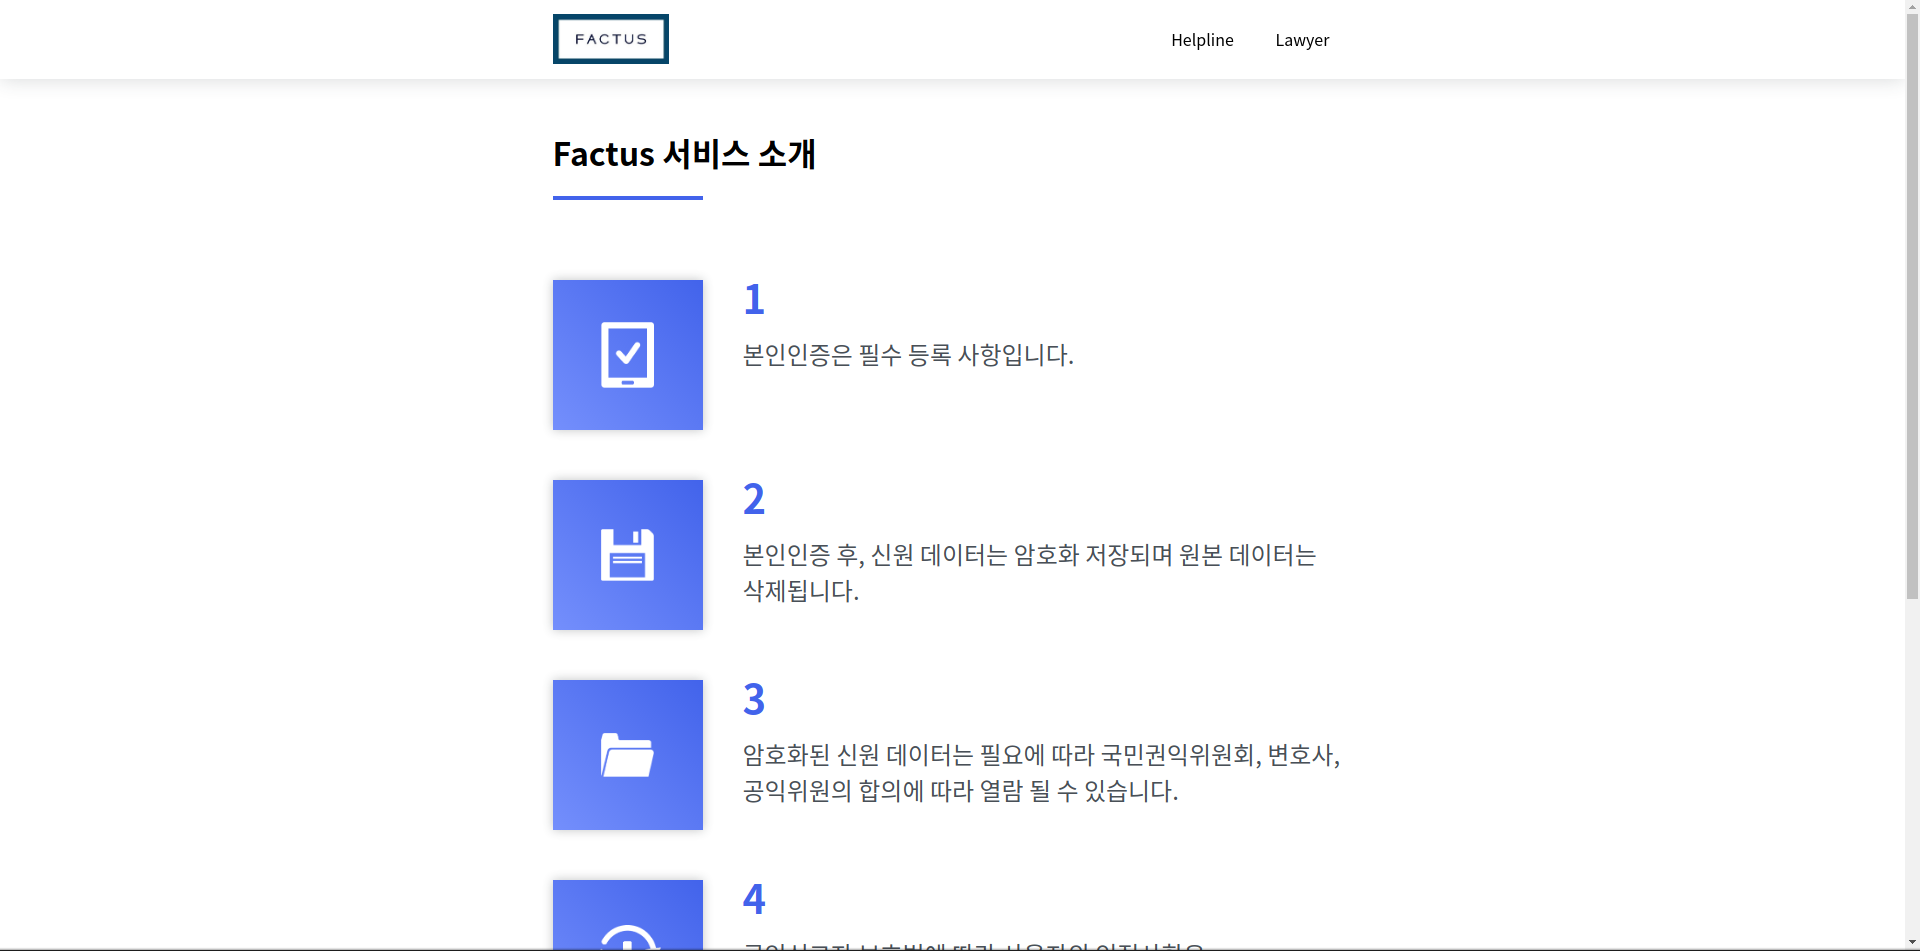 FACTUS
Helpline
Lawyer
Factus 서비스 소개
1
본인인증은 필수 등록 사항입니다.
2
본인인증 후, 신원 데이터는 암호화 저장되며 원본 데이터는
삭제됩니다.
3
암호화된 신원 데이터는 필요에 따라 국민권익위원회, 변호사,
공익위원의 합의에 따라 열람 될 수 있습니다.
4